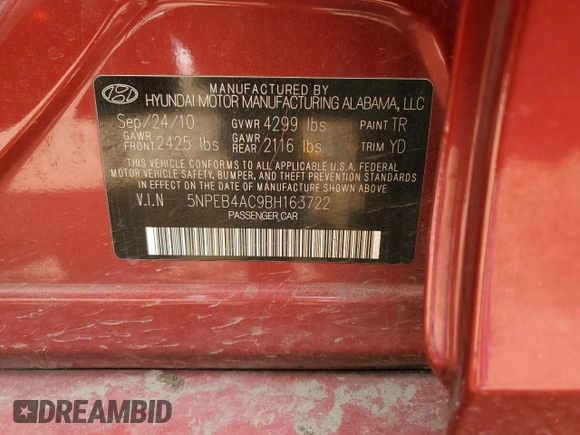 MANUFACTURED BY
HYUNDAI MOTOR MANUFACTURING ALABAMA, LLC
Sep/24/10 GVWR 4299 lbs PAINT TR
GAWR FRONT 2425 lbs GAWR REAR 2116 lbs TRIM YD
THIS VEHICLE CONFORMS TO ALL APPLICABLE U.S.A. FEDERAL
MOTOR VEHICLE SAFETY, BUMPER, AND THEFT PREVENTION STANDARDS
IN EFFECT ON THE DATE OF MANUFACTURE SHOWN ABOVE.
V.I.N 5NPEB4AC9BH163722
PASSENGER CAR
DREAMBID